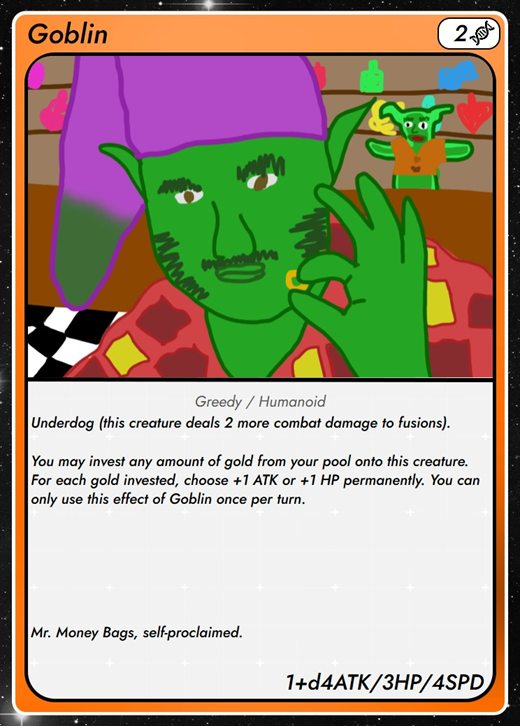 Goblin
2
Greedy / Humanoid
Underdog (this creature deals 2 more combat damage to fusions).
You may invest any amount of gold from your pool onto this creature.
For each gold invested, choose +1 ATK or +1 HP permanently. You can
only use this effect of Goblin once per turn.
Mr. Money Bags, self-proclaimed.
1+d4ATK/3HP/4SPD